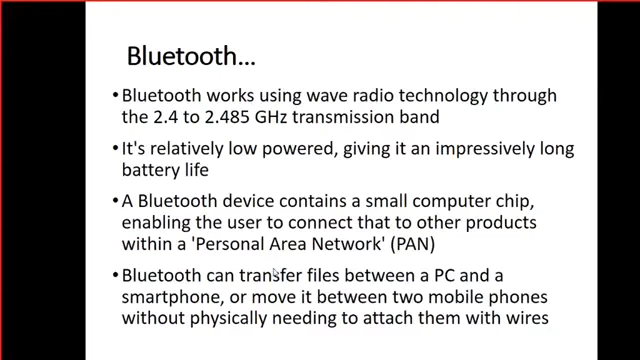 Bluetooth...
•Bluetooth works using wave radio technology through
the 2.4 to 2.485 GHz transmission band
•It's relatively low powered, giving it an impressively long
battery life
•A Bluetooth device contains a small computer chip,
enabling the user to connect that to other products
within a 'Personal Area Network' (PAN)
•Bluetooth can transfer files between a PC and a
smartphone, or move it between two mobile phones
without physically needing to attach them with wires